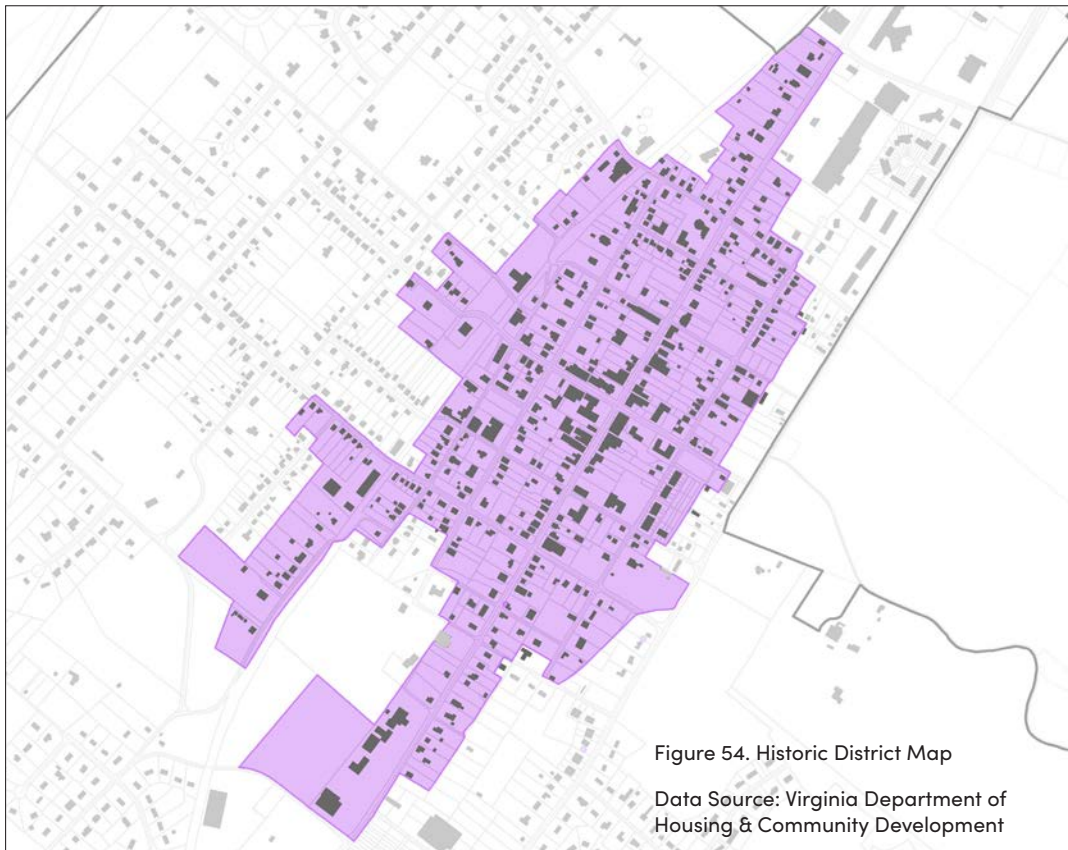 Figure 54. Historic District Map
Data Source: Virginia Department of
Housing & Community Development